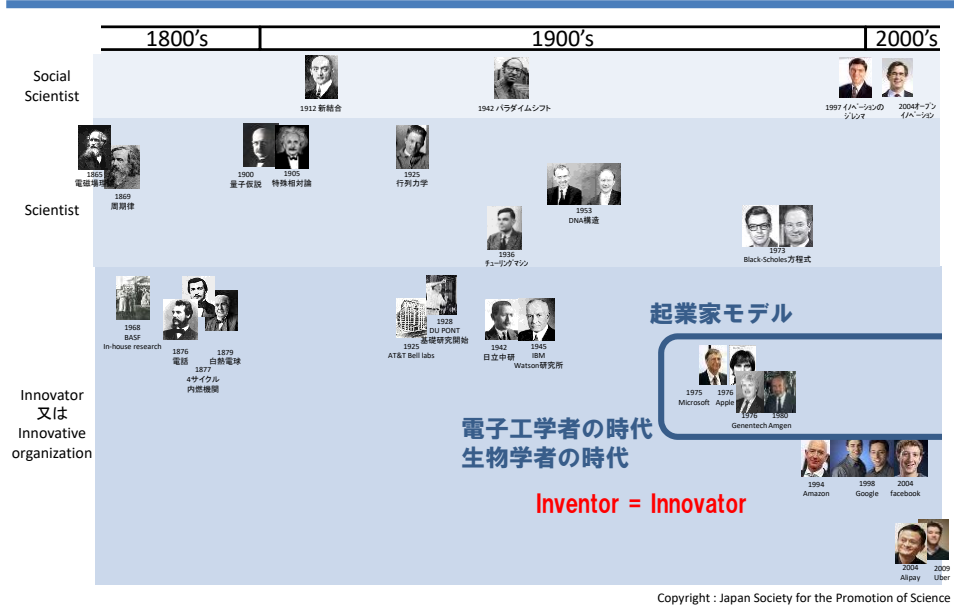 1800's
1900's
2000's
Social
Scientist
1912 新結合
1942 パラダイムシフト
1997 イノベーションの
ジレンマ
2004オープン
イノベーション
Scientist
1865
電磁場理論
1869
周期律
1900
量子仮説
1905
特殊相対論
1925
行列力学
1936
チューリングマシン
1953
DNA構造
1973
Black-Scholes方程式
Innovator
又は
Innovative
organization
1968
BASF
In-house research
1876
電話
1877
4サイクル
内燃機関
1879
白熱電球
1925
AT&T Bell labs
1928
DU PONT
基礎研究開始
1942
日立中研
1945
IBM
Watson研究所
起業家モデル
1975
Microsoft
1976
Apple
1976
Genentech
1980
Amgen
電子工学者の時代
生物学者の時代
1994
Amazon
1998
Google
2004
facebook
Inventor = Innovator
2004
Alipay
2009
Uber
Copyright : Japan Society for the Promotion of Science